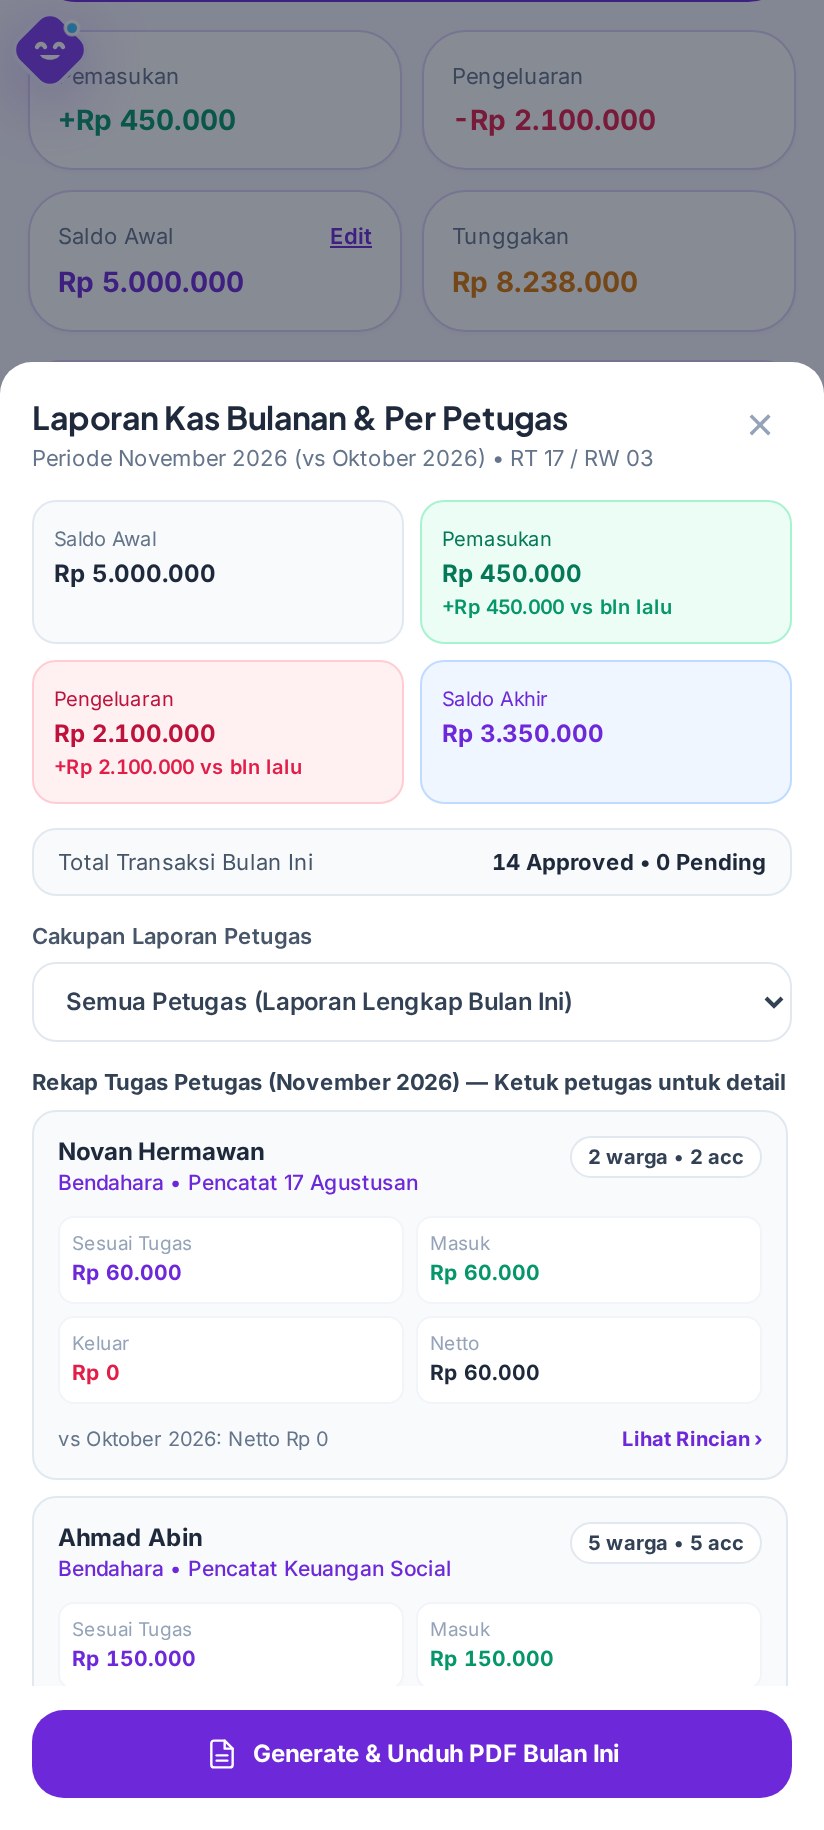 emasukan
+Rp 450.000
Pengeluaran
-Rp 2.100.000
Saldo Awal
Edit
Rp 5.000.000
Tunggakan
Rp 8.238.000
Laporan Kas Bulanan & Per Petugas
Periode November 2026 (vs Oktober 2026) • RT 17 / RW 03
Saldo Awal
Rp 5.000.000
Pemasukan
Rp 450.000
+Rp 450.000 vs bln lalu
Pengeluaran
Rp 2.100.000
+Rp 2.100.000 vs bln lalu
Saldo Akhir
Rp 3.350.000
Total Transaksi Bulan Ini
14 Approved • 0 Pending
Cakupan Laporan Petugas
Semua Petugas (Laporan Lengkap Bulan Ini)
Rekap Tugas Petugas (November 2026) — Ketuk petugas untuk detail
Novan Hermawan
2 warga • 2 acc
Bendahara • Pencatat 17 Agustusan
Sesuai Tugas
Rp 60.000
Masuk
Rp 60.000
Keluar
Rp 0
Netto
Rp 60.000
vs Oktober 2026: Netto Rp 0
Lihat Rincian ›
Ahmad Abin
5 warga • 5 acc
Bendahara • Pencatat Keuangan Social
Sesuai Tugas
Rp 150.000
Masuk
Rp 150.000
Generate & Unduh PDF Bulan Ini